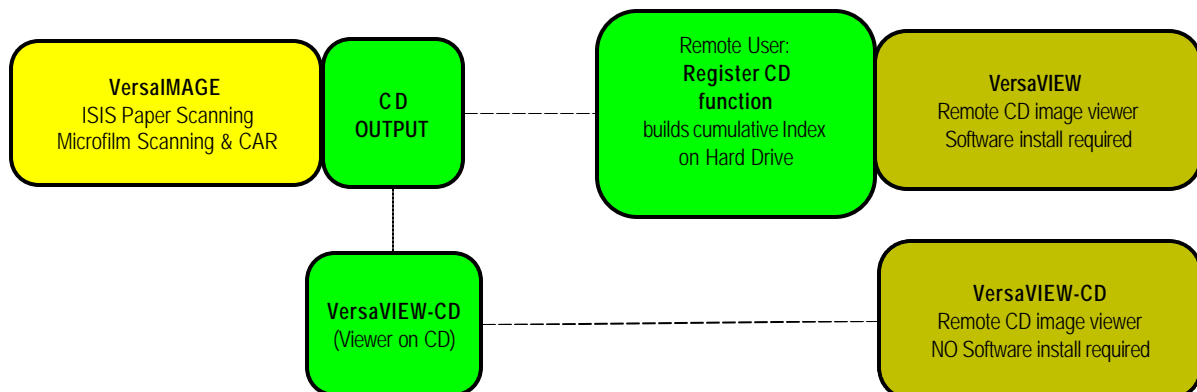 VersaIMAGE
ISIS Paper Scanning
Microfilm Scanning & CAR
CD
OUTPUT
Remote User:
Register CD
function
builds cumulative Index
on Hard Drive
VersaVIEW
Remote CD image viewer
Software install required
VersaVIEW-CD
(Viewer on CD)
VersaVIEW-CD
Remote CD image viewer
NO Software install required